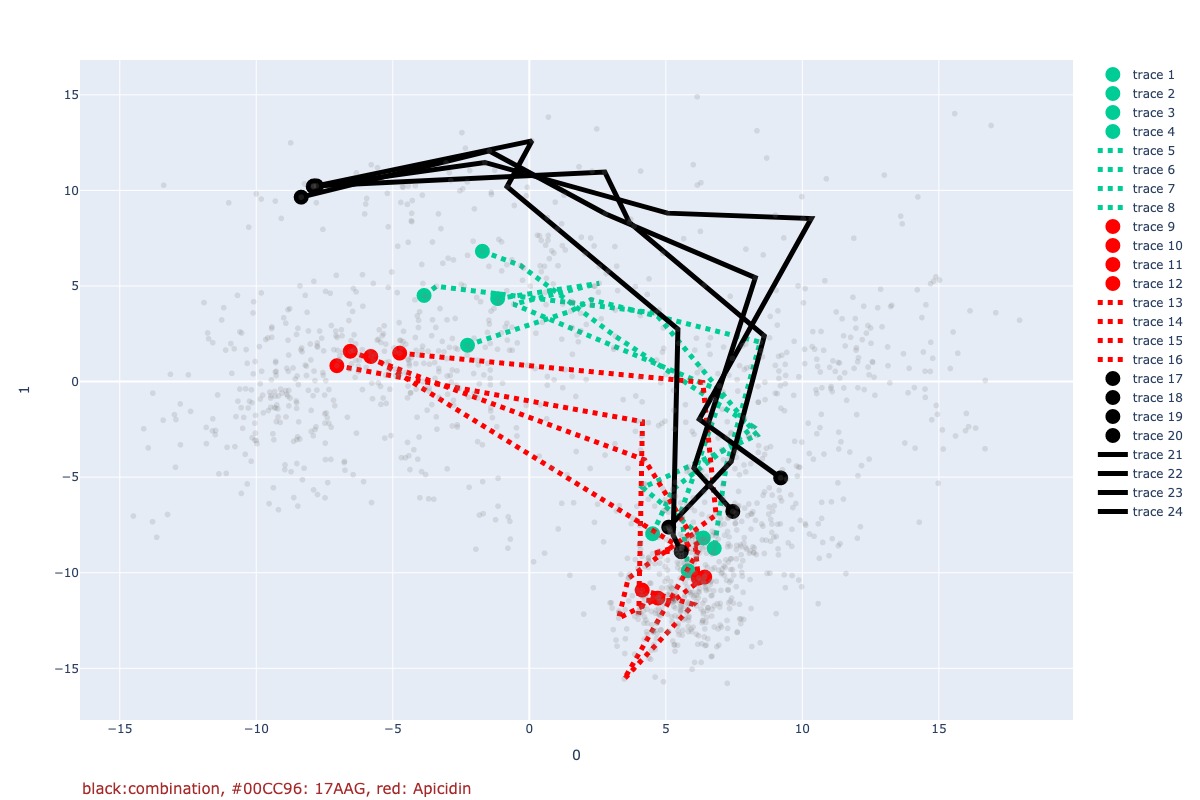 15
10
5
0
−5
−10
−15
−15
−10
−5
0
5
10
15
0
1
trace 1
trace 2
trace 3
trace 4
trace 5
trace 6
trace 7
trace 8
trace 9
trace 10
trace 11
trace 12
trace 13
trace 14
trace 15
trace 16
trace 17
trace 18
trace 19
trace 20
trace 21
trace 22
trace 23
trace 24
black:combination, #00CC96: 17AAG, red: Apicidin